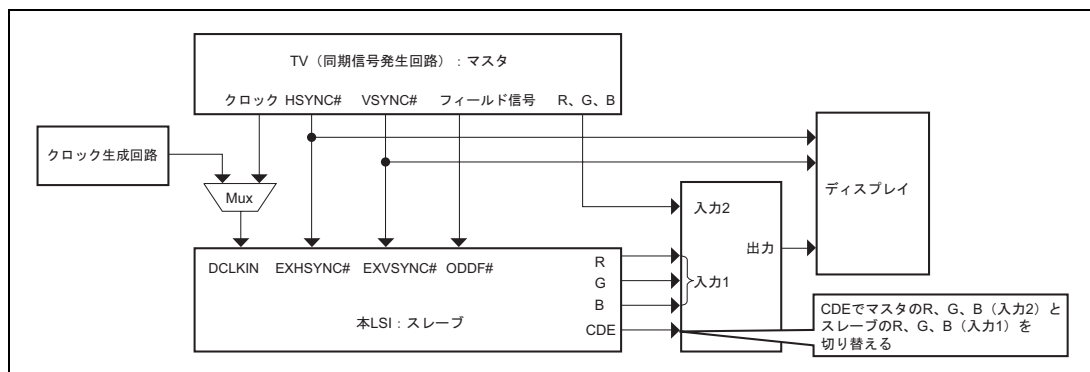 TV（同期信号発生回路）：マスタ
クロック HSYNC# VSYNC# フィールド信号 R、G、B
クロック生成回路
Mux
ディスプレイ
入力2
出力
DCLKIN EXHSYNC# EXVSYNC# ODDF#
R
G
入力1
B
本LSI：スレーブ
CDE
CDEでマスタのR、G、B（入力2）と
スレーブのR、G、B（入力1）を
切り替える